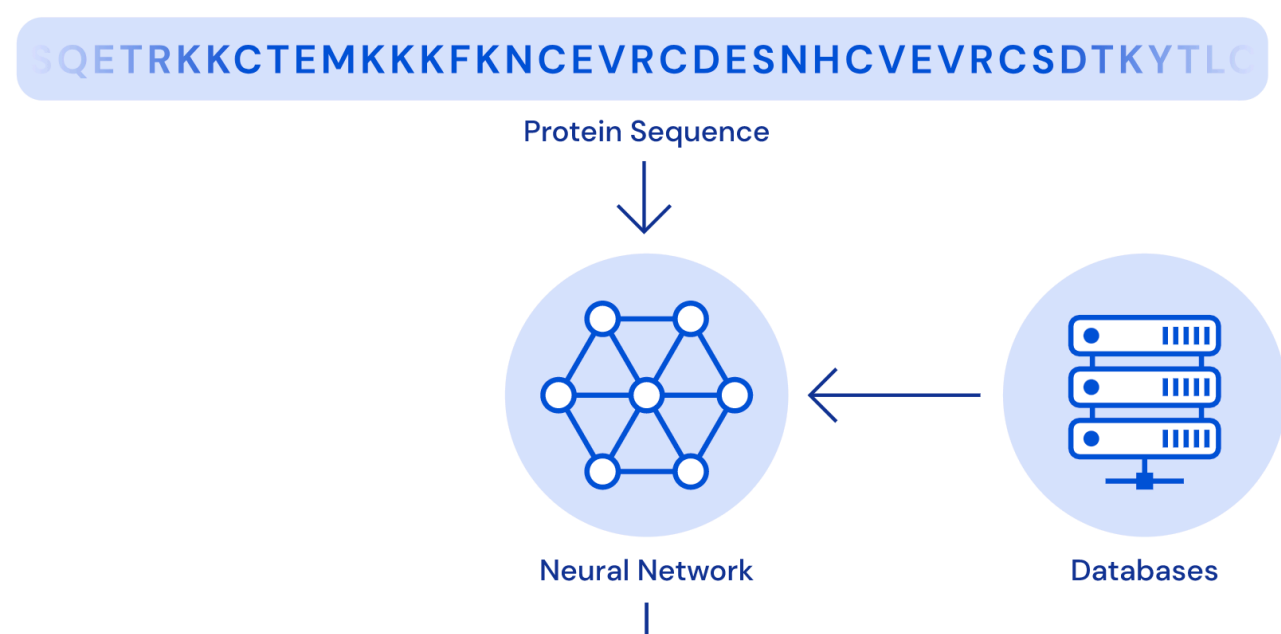 SQETRKKCTEMKKKFKNCEVRCDESNHCVEVRCSDTKYTLC
Protein Sequence
Neural Network
Databases